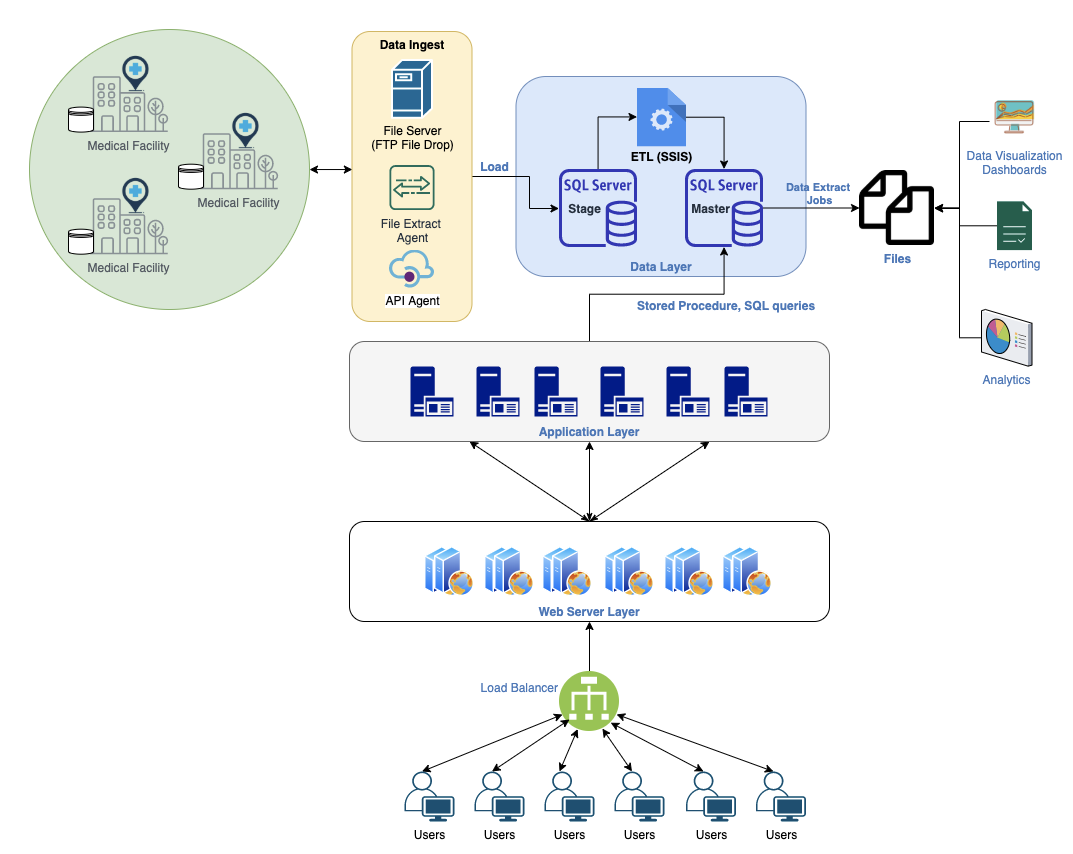 Data Ingest
File Server
(FTP File Drop)
File Extract
Agent
API Agent
Medical Facility
Medical Facility
Medical Facility
Load
ETL (SSIS)
SQL Server
Stage
SQL Server
Master
Data Layer
Data Extract
Jobs
Files
Data Visualization
Dashboards
Reporting
Analytics
Stored Procedure, SQL queries
Application Layer
Web Server Layer
Load Balancer
Users
Users
Users
Users
Users
Users